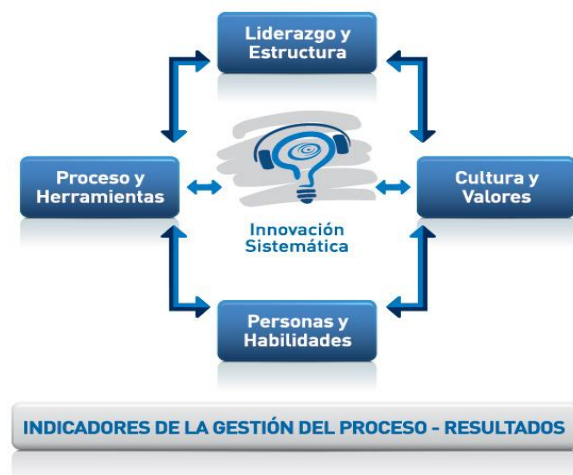 Liderazgo y
Estructura
Proceso y
Herramientas
Innovación
Sistemática
Cultura y
Valores
Personas y
Habilidades
INDICADORES DE LA GESTIÓN DEL PROCESO - RESULTADOS